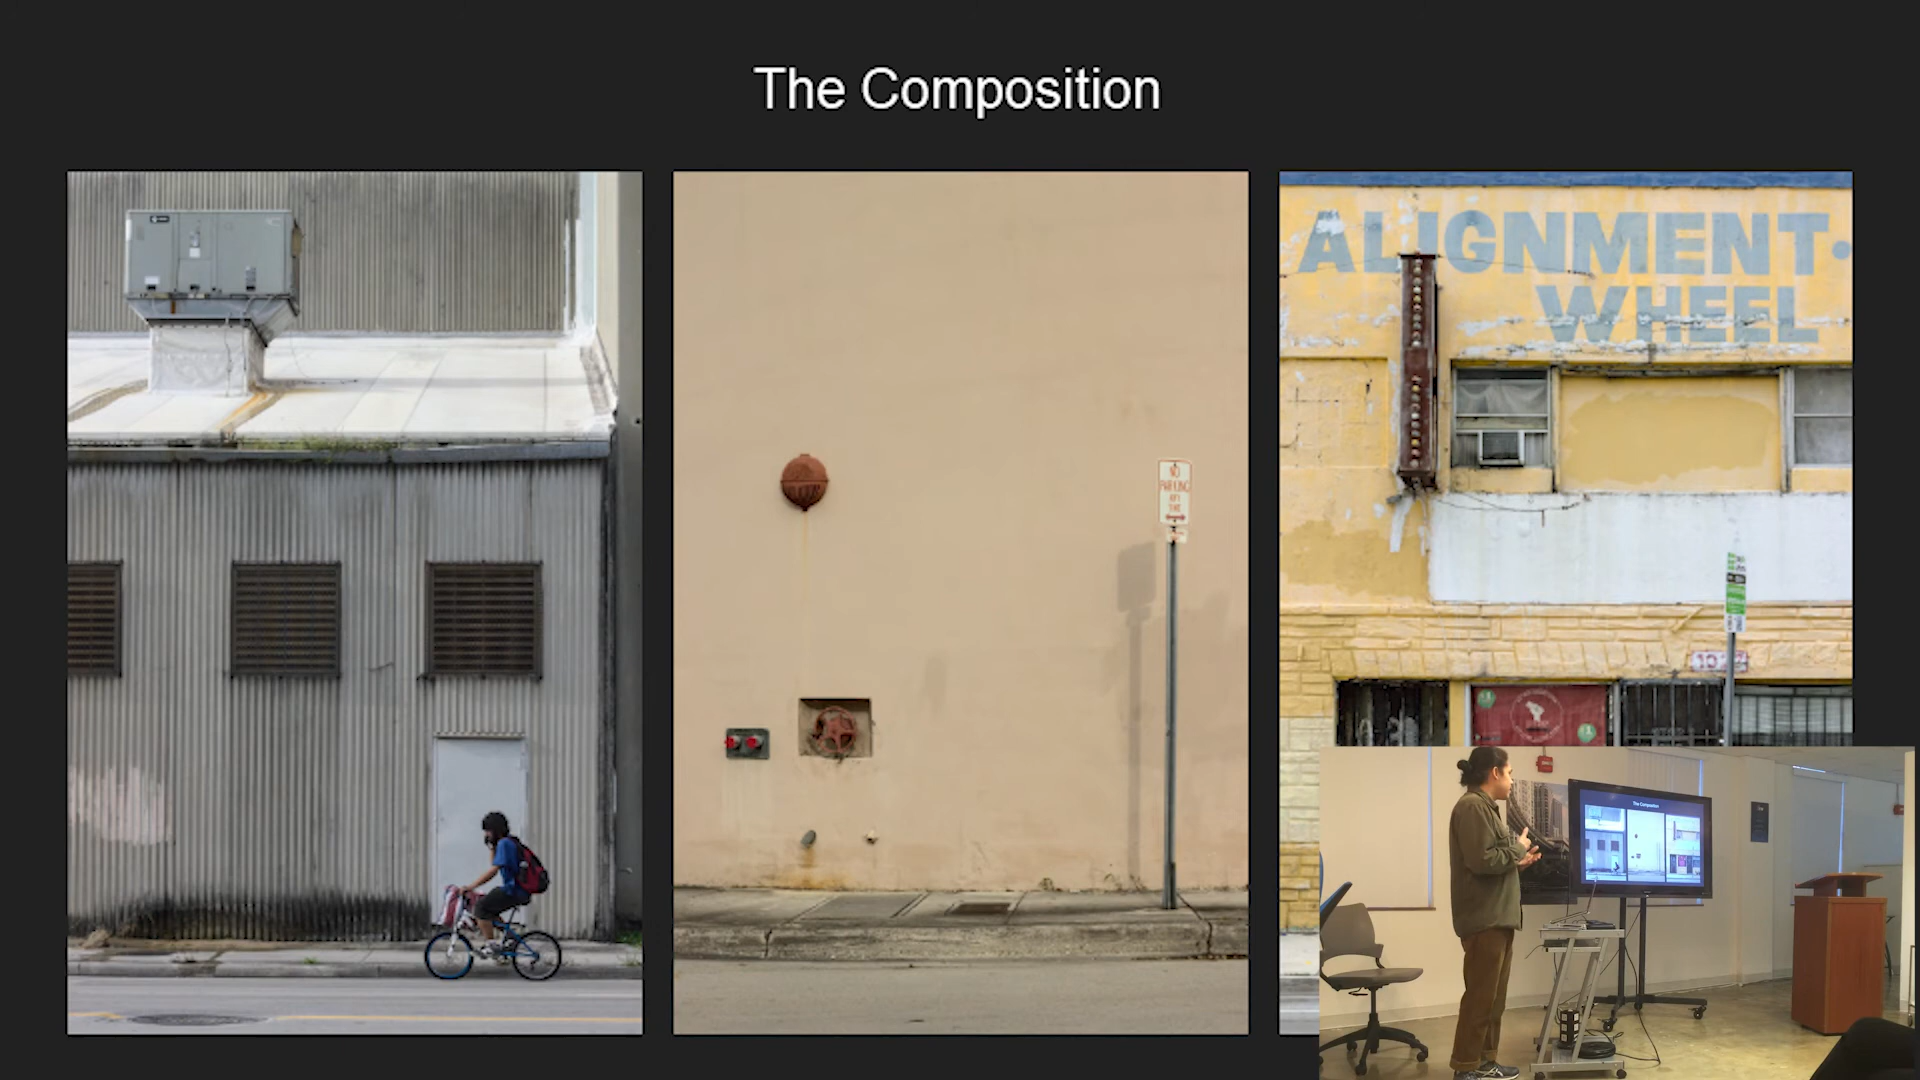 The Composition
ALIGNMENT·
WHEEL
NO
PARKING